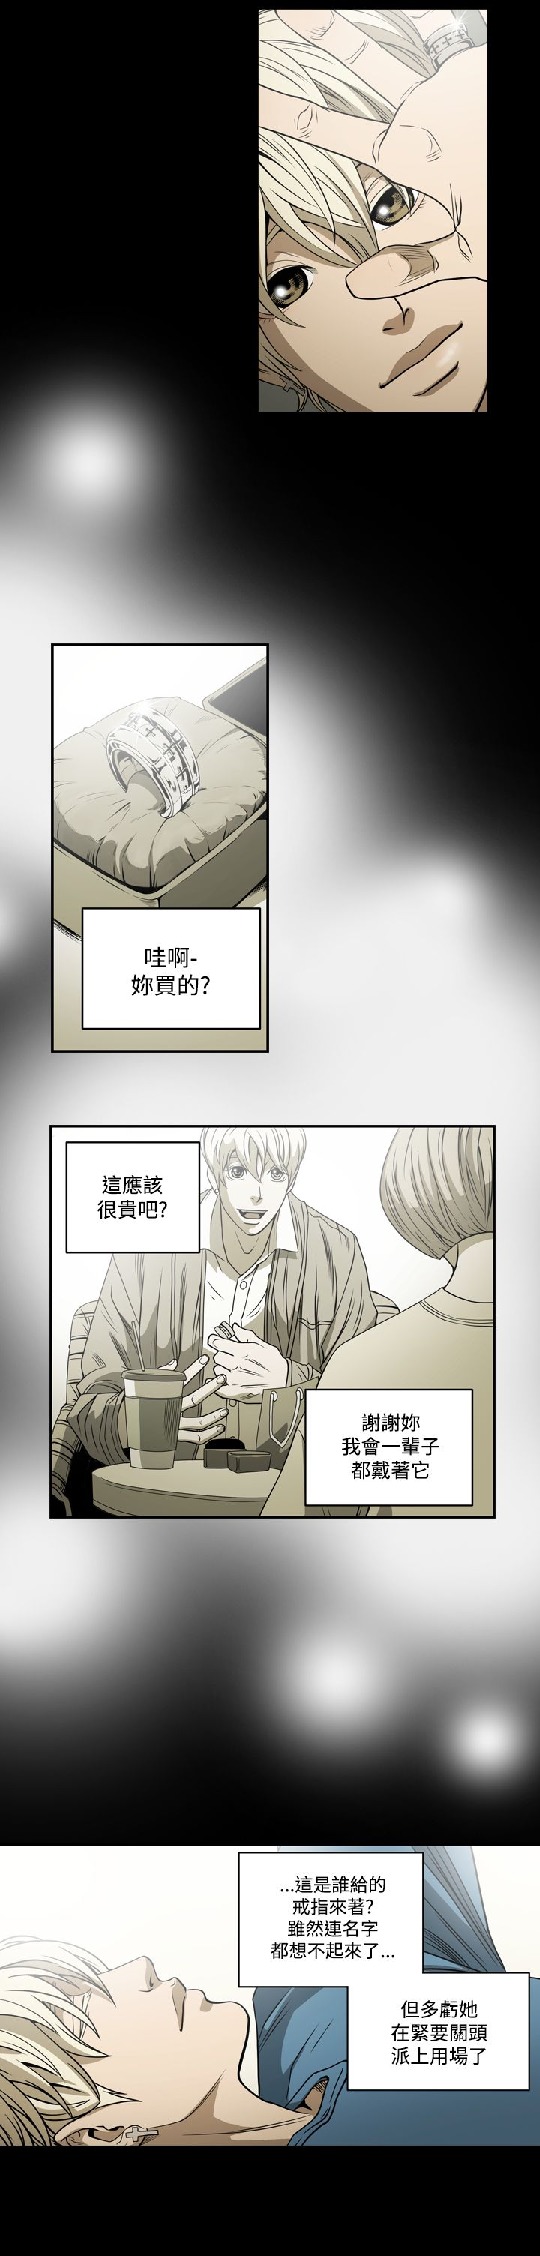 哇啊-
妳買的?
這應該
很貴吧?
謝謝妳
我會一輩子
都戴著它
...這是誰給的
戒指來著?
雖然連名字
都想不起來了...
但多虧她
在緊要關頭
派上用場了